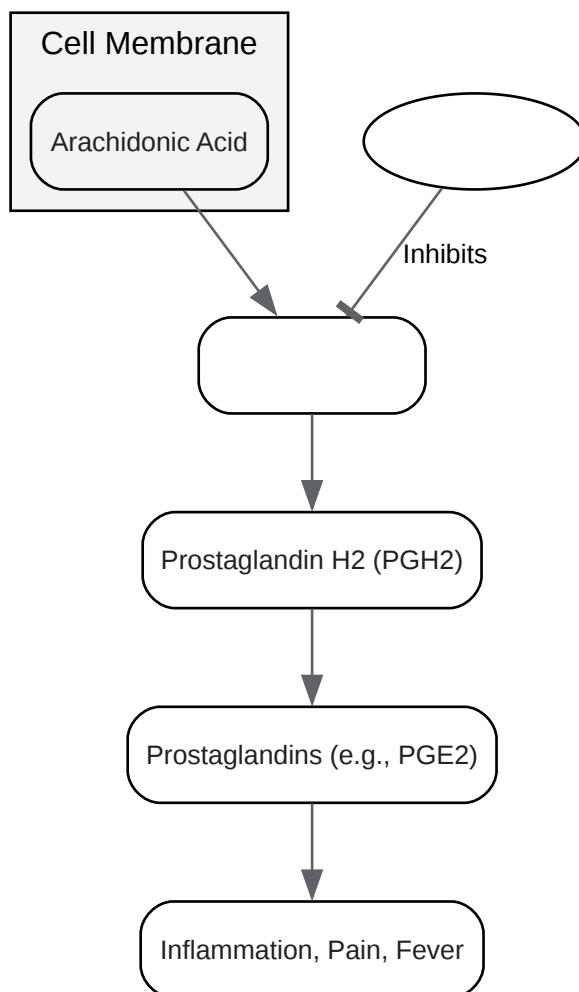 Cell Membrane
Arachidonic Acid
Inhibits
Prostaglandin H2 (PGH2)
Prostaglandins (e.g., PGE2)
Inflammation, Pain, Fever